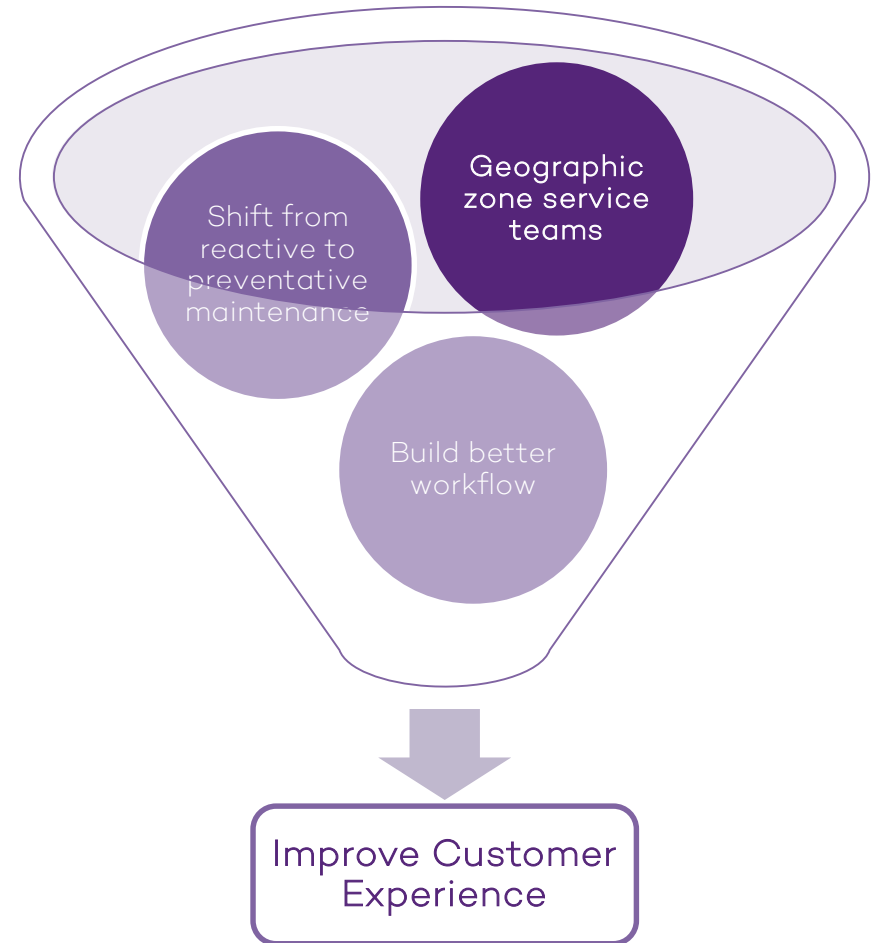 Geographic
zone service
teams
Shift from
reactive to
preventative
maintenance
Build better
workflow
Improve Customer
Experience